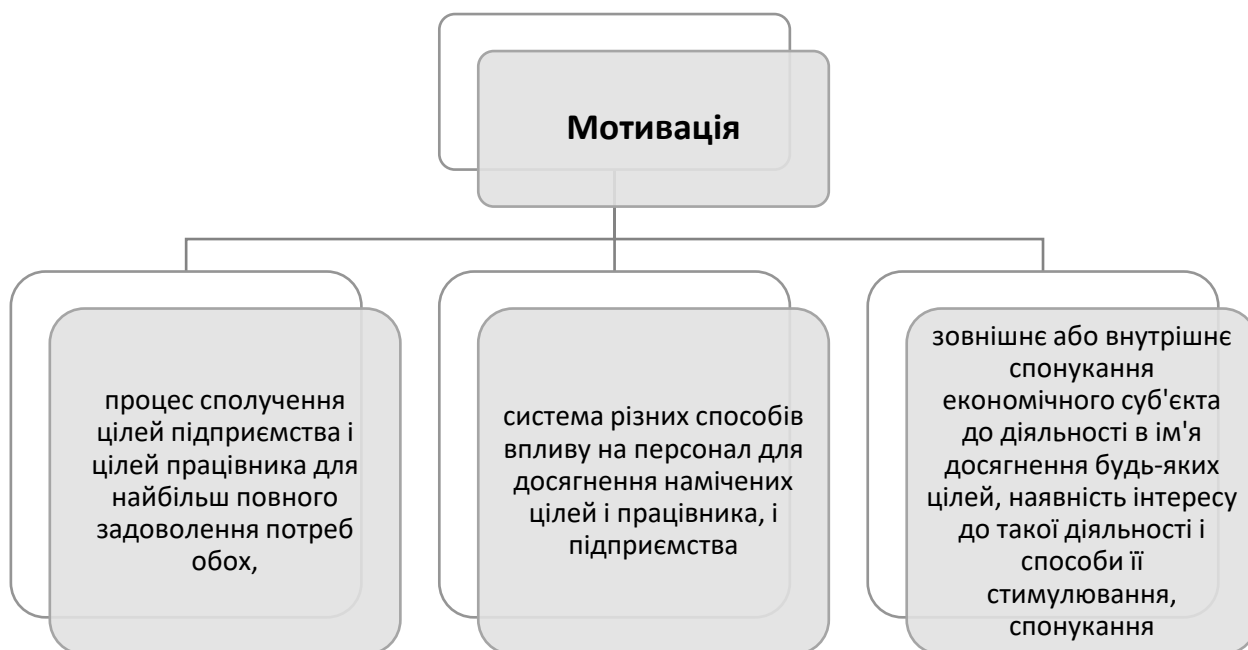 Мотивація
процес сполучення
цілей підприємства і
цілей працівника для
найбільш повного
задоволення потреб
обох,
система різних способів
впливу на персонал для
досягнення намічених
цілей і працівника, і
підприємства
зовнішнє або внутрішнє
спонукання
економічного суб'єкта
до діяльності в ім'я
досягнення будь-яких
цілей, наявність інтересу
до такої діяльності і
способи її
стимулювання,
спонукання